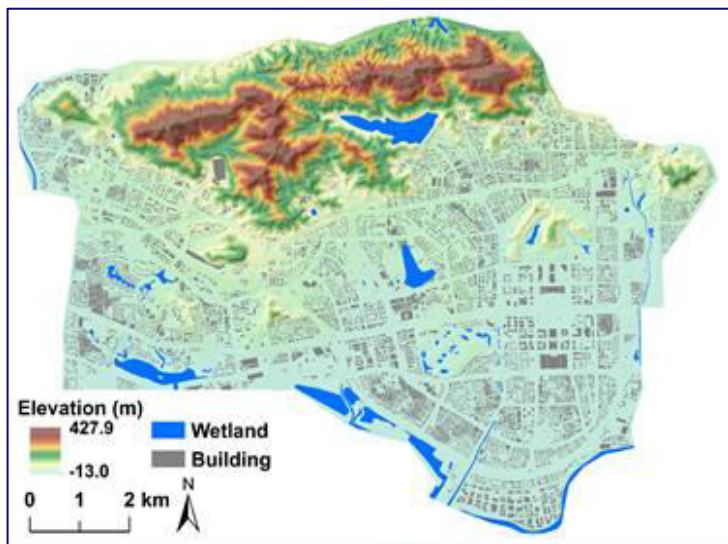 Elevation (m)
427.9
-13.0
Wetland
Building
0 1 2 km
N